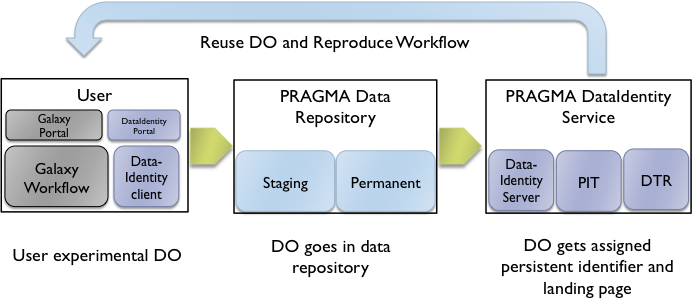 Reuse DO and Reproduce Workflow
User
Galaxy
Portal
DataIdentity
Portal
Galaxy
Workflow
Data-
Identity
client
PRAGMA Data
Repository
Staging
Permanent
PRAGMA DataIdentity
Service
Data-
Identity
Server
PIT
DTR
User experimental DO
DO goes in data
repository
DO gets assigned
persistent identifier and
landing page